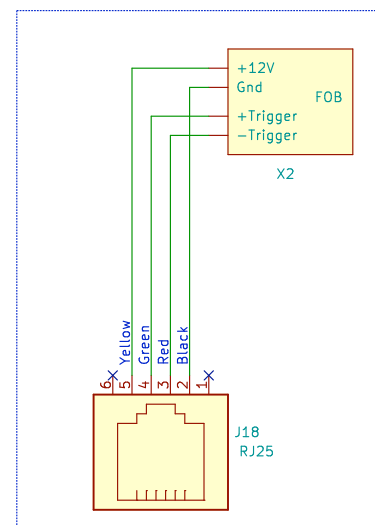 +12V
Gnd
FOB
+Trigger
-Trigger
X2
Yellow
Green
Red
Black
6
5
4
3
2
1
J18
RJ25